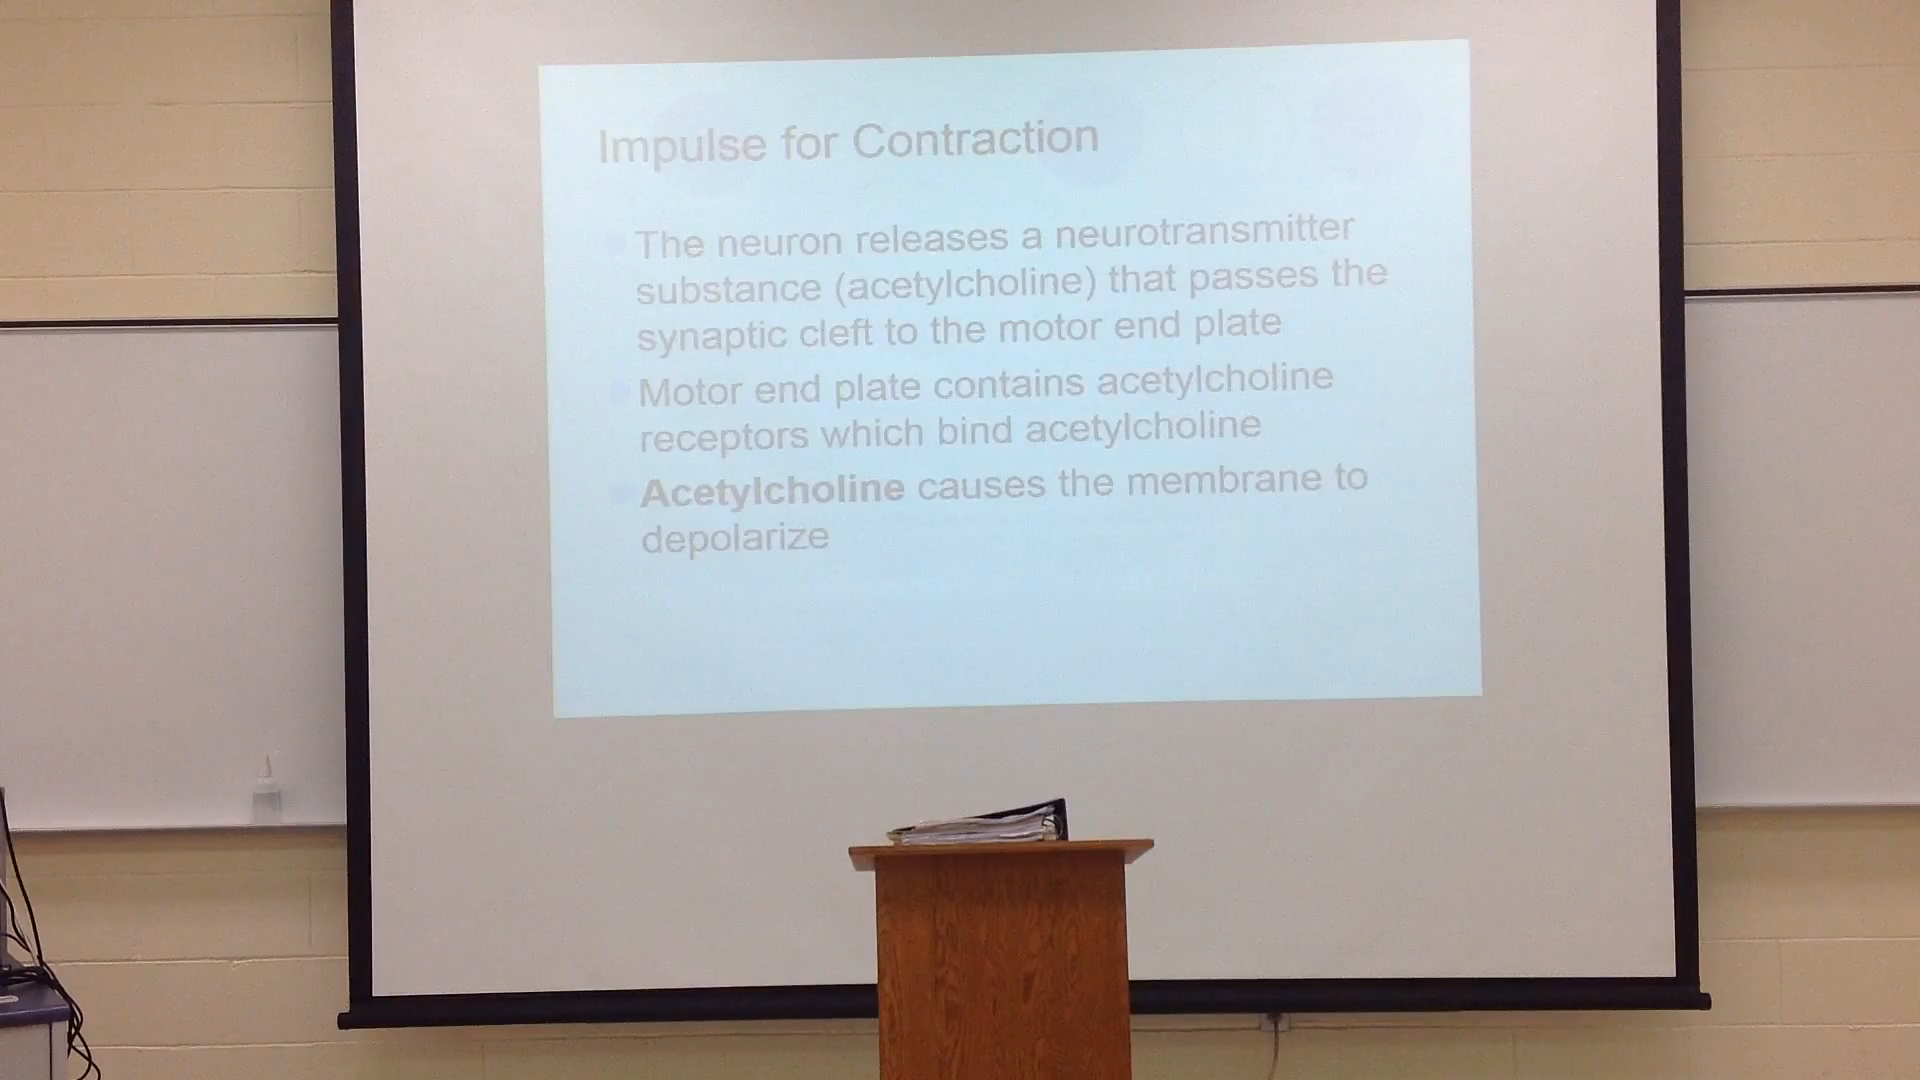 Impulse for Contraction
The neuron releases a neurotransmitter
substance (acetylcholine) that passes the
synaptic cleft to the motor end plate
Motor end plate contains acetylcholine
receptors which bind acetylcholine
Acetylcholine causes the membrane to
depolarize